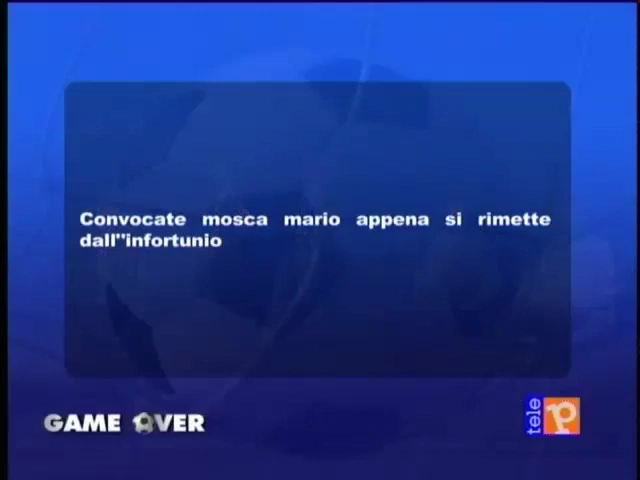 Convocate mosca mario appena si rimette
dall"infortunio
GAME OVER
tele p